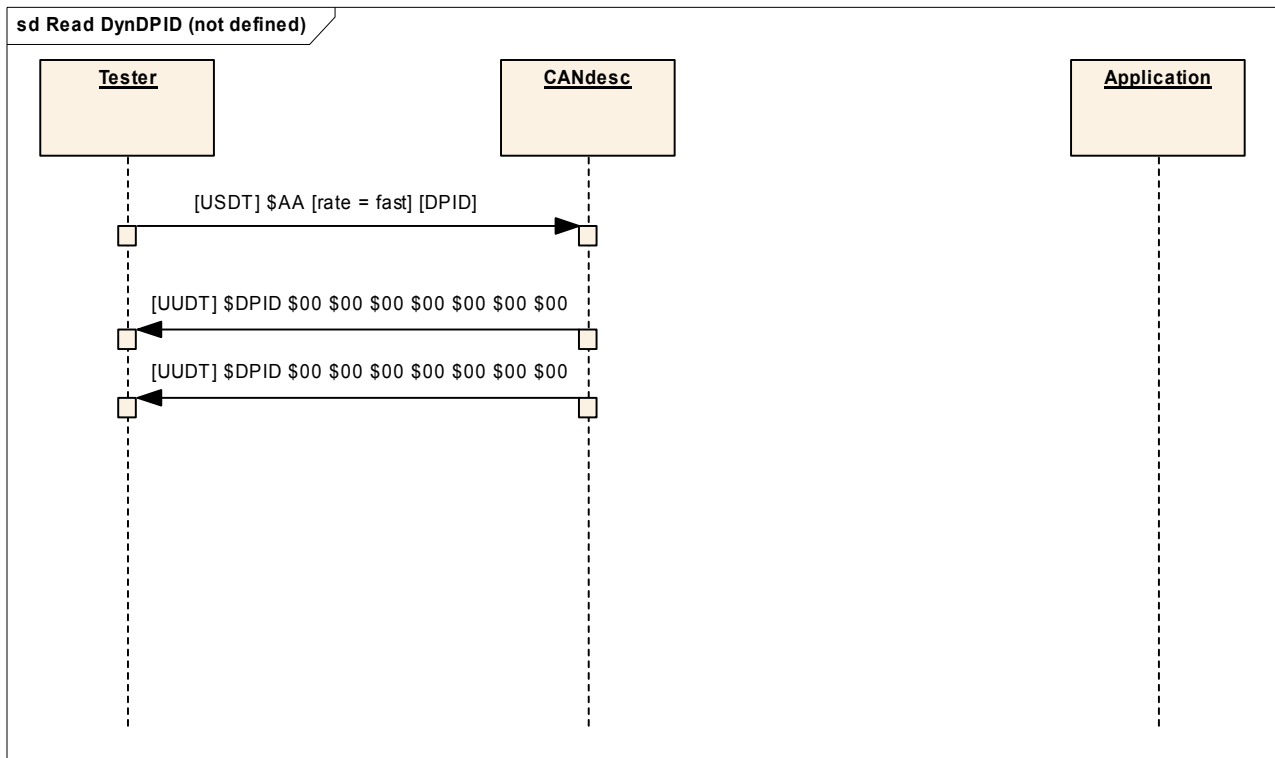 sd Read DynDPID (not defined)
Tester
CANdesc
Application
[USDT] $AA [rate = fast] [DPID]
[UUDT] $DPID $00 $00 $00 $00 $00 $00 $00
[UUDT] $DPID $00 $00 $00 $00 $00 $00 $00